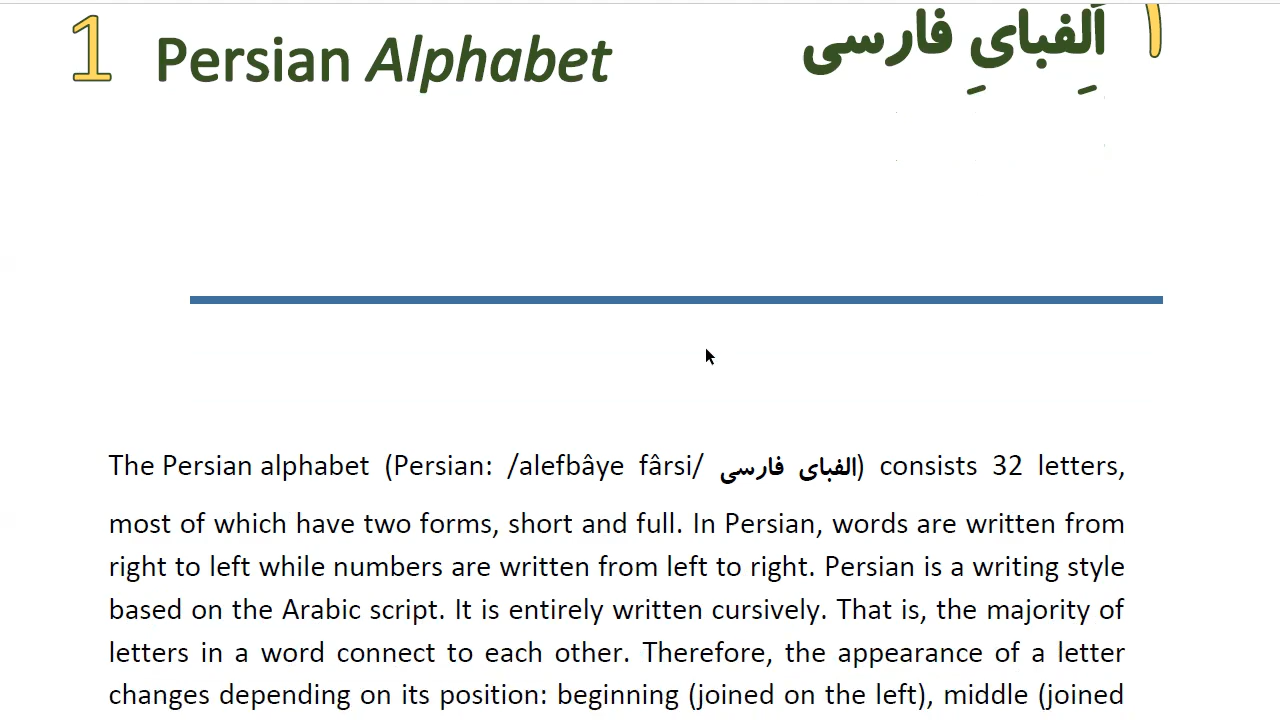 1 Persian Alphabet
۱ اَلِفبایِ فارسی
The Persian alphabet (Persian: /alefbâye fârsi/ الفبای فارسی) consists 32 letters,
most of which have two forms, short and full. In Persian, words are written from
right to left while numbers are written from left to right. Persian is a writing style
based on the Arabic script. It is entirely written cursively. That is, the majority of
letters in a word connect to each other. Therefore, the appearance of a letter
changes depending on its position: beginning (joined on the left), middle (joined